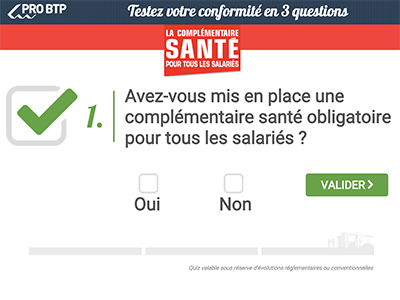 PRO BTP
Testez votre conformité en 3 questions
LA COMPLÉMENTAIRE
SANTÉ
POUR TOUS LES SALARIÉS
1.
Avez-vous mis en place une
complémentaire santé obligatoire
pour tous les salariés ?
Oui
Non
VALIDER
Quiz valable sous réserve d'évolutions réglementaires ou conventionnelles